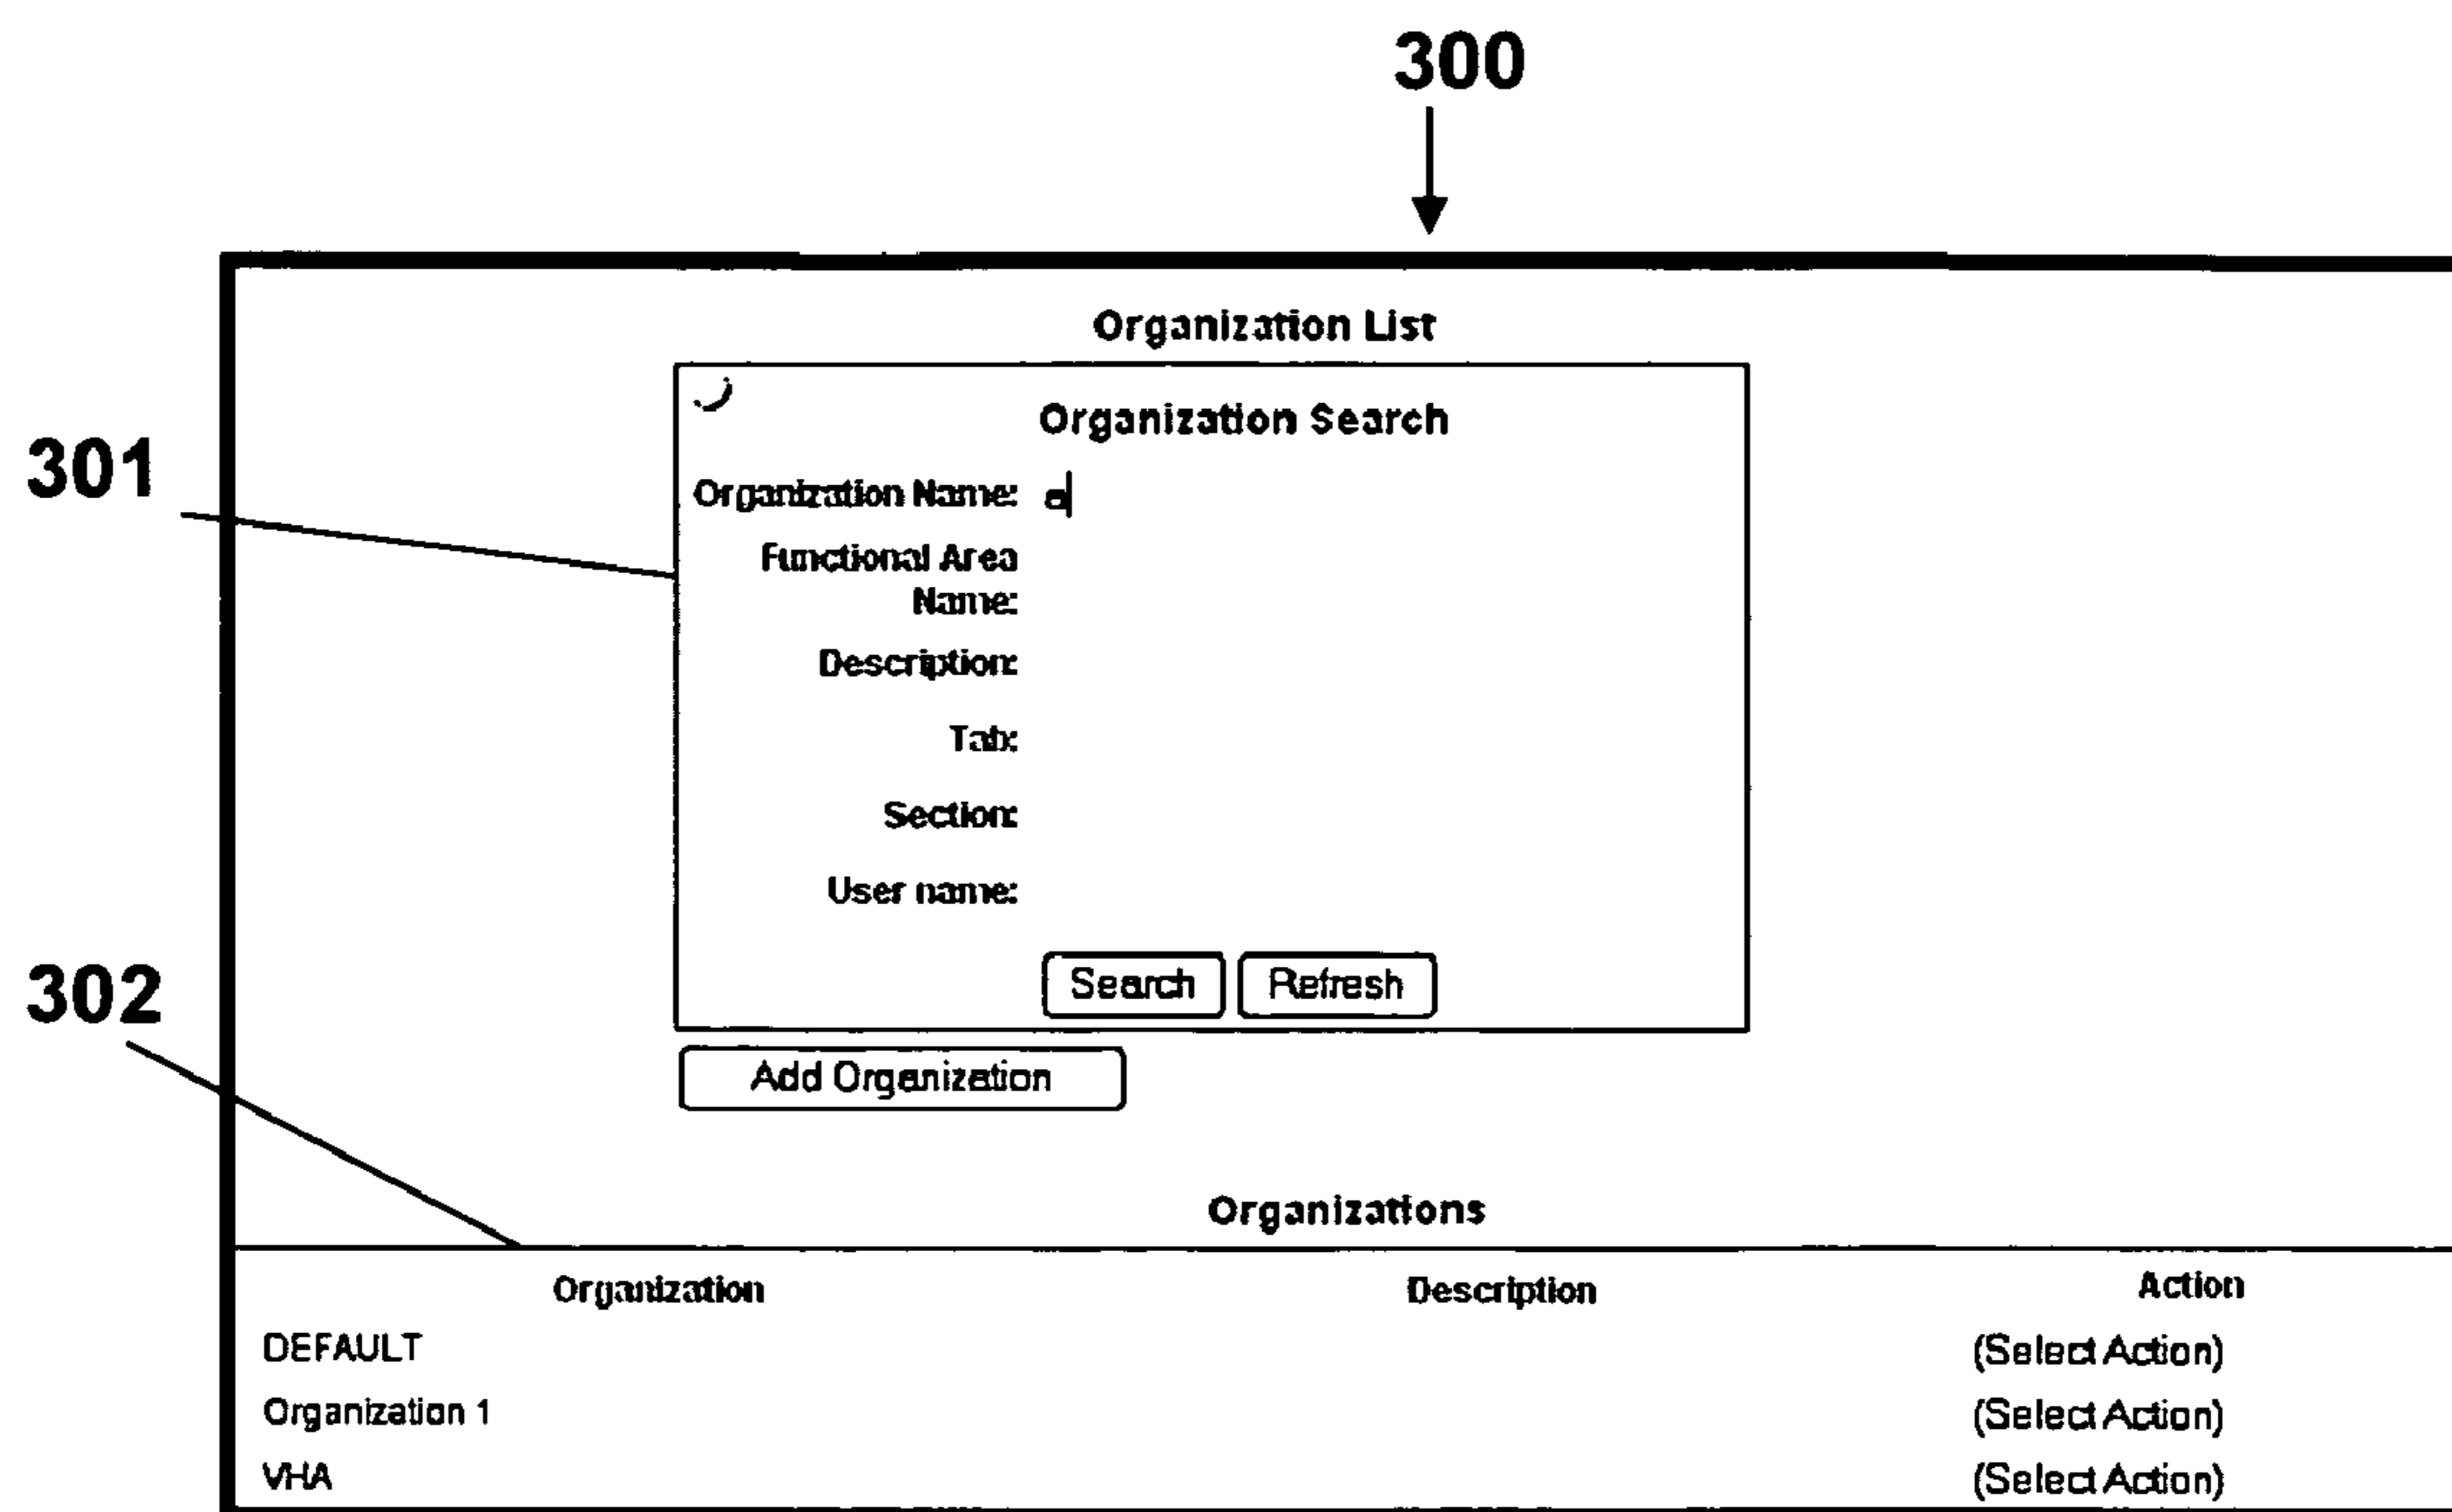 300
Organization List
Organization Search
301
Organization Name: a
Functional Area
Name:
Description:
Tab:
Section:
User name:
302
Search Refresh
Add Organization
Organizations
Organization Description Action
DEFAULT (Select Action)
Organization 1 (Select Action)
VHA (Select Action)